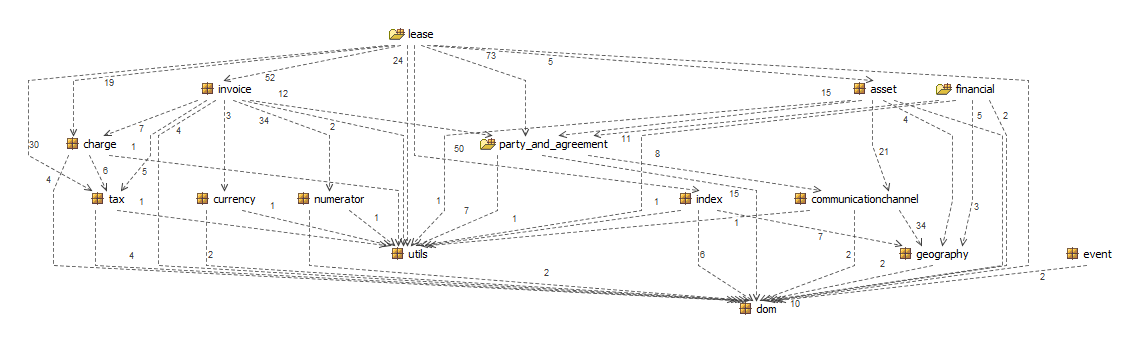 lease
24
73
5
19
52
invoice
12
asset
financial
15
7
4
3
34
2
4
5
2
30
charge
1
50
11
party_and_agreement
8
21
4
6
5
15
tax
1
currency
1
numerator
1
1
7
1
1
index
1
communicationchannel
3
34
7
utils
geography
event
4
2
2
6
2
2
2
10
dom